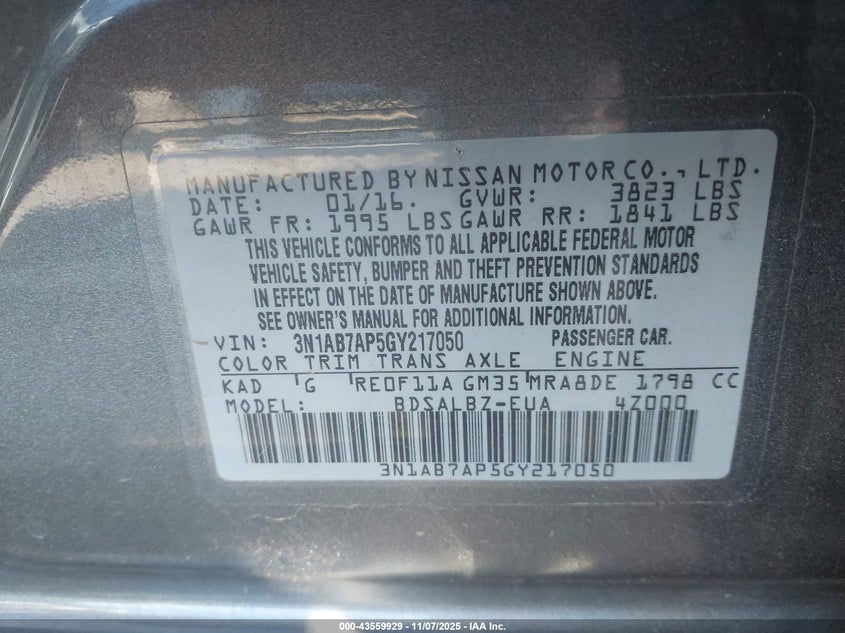 MANUFACTURED BY NISSAN MOTOR CO., LTD.
DATE: 01/16. GVWR: 3823 LBS
GAWR FR: 1995 LBS GAWR RR: 1841 LBS
THIS VEHICLE CONFORMS TO ALL APPLICABLE FEDERAL MOTOR
VEHICLE SAFETY, BUMPER AND THEFT PREVENTION STANDARDS
IN EFFECT ON THE DATE OF MANUFACTURE SHOWN ABOVE.
SEE OWNER'S MANUAL FOR ADDITIONAL INFORMATION.
VIN: 3N1AB7AP5GY217050 PASSENGER CAR.
COLOR TRIM TRANS AXLE ENGINE
KAD G RE0F11A GM35 MRA8DE 1798 CC
MODEL: BDSALBZ-EUA 4Z000
3N1AB7AP5GY217050
000-43559929 - 11/07/2025 - IAA Inc.